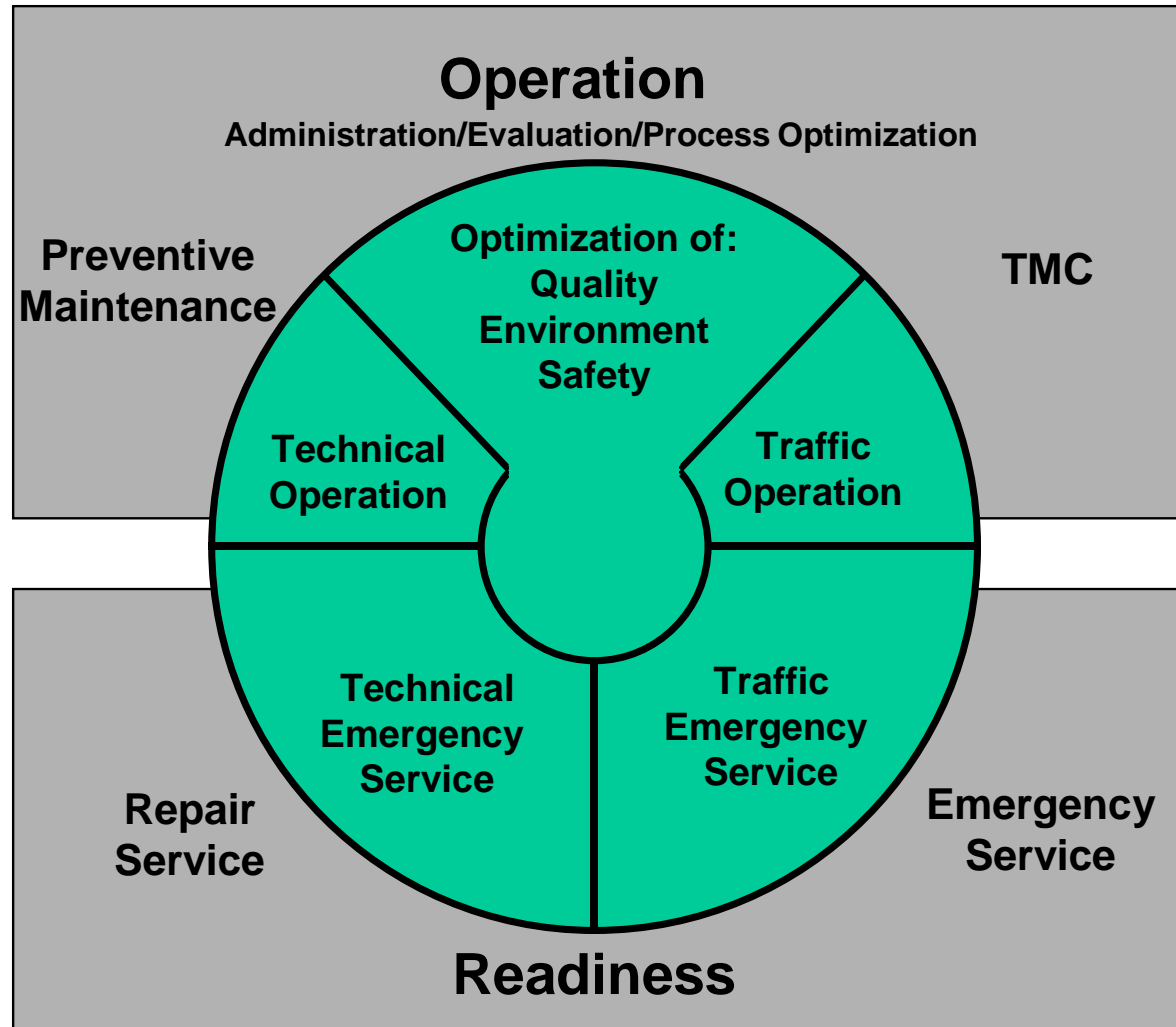 Operation
Administration/Evaluation/Process Optimization
Preventive
Maintenance
Optimization of:
Quality
Environment
Safety
TMC
Technical
Operation
Traffic
Operation
Technical
Emergency
Service
Traffic
Emergency
Service
Repair
Service
Emergency
Service
Readiness